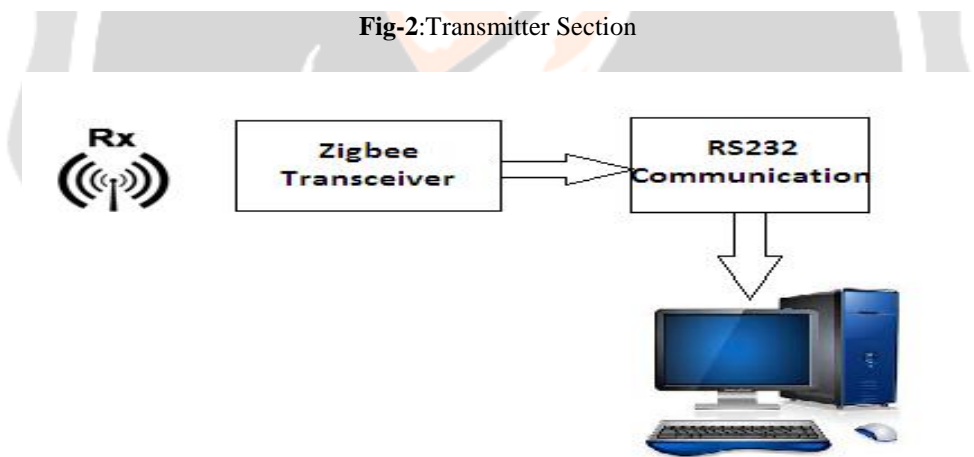 Fig-2:Transmitter Section
Rx
Zigbee
Transceiver
RS232
Communication